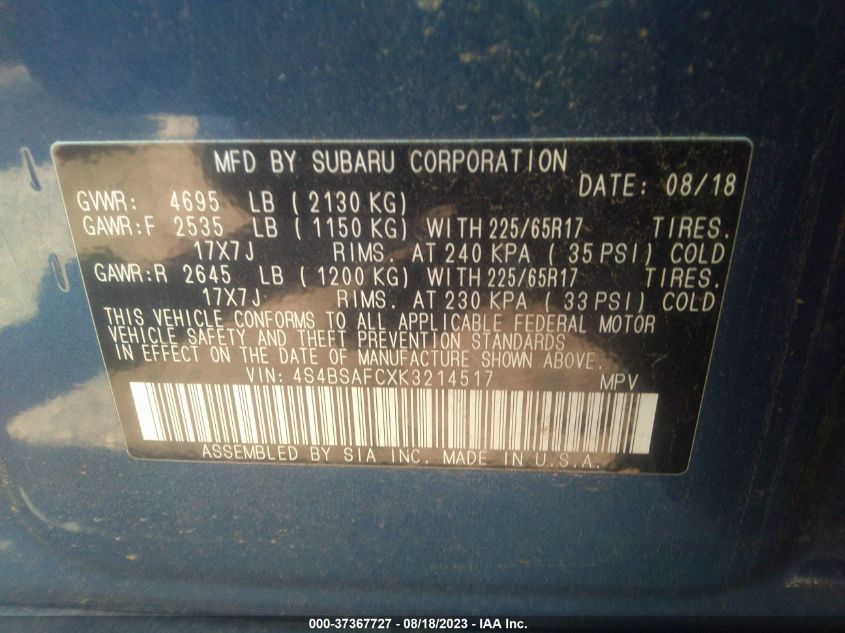 MFD BY SUBARU CORPORATION
DATE: 08/18
GVWR: 4695 LB ( 2130 KG)
GAWR:F 2535 LB ( 1150 KG) WITH 225/65R17 TIRES.
17X7J RIMS. AT 240 KPA ( 35 PSI) COLD
GAWR:R 2645 LB ( 1200 KG) WITH 225/65R17 TIRES.
17X7J RIMS. AT 230 KPA ( 33 PSI) COLD
THIS VEHICLE CONFORMS TO ALL APPLICABLE FEDERAL MOTOR
VEHICLE SAFETY AND THEFT PREVENTION STANDARDS
IN EFFECT ON THE DATE OF MANUFACTURE SHOWN ABOVE.
VIN: 4S4BSAFCXK3214517 MPV
ASSEMBLED BY SIA INC. MADE IN U.S.A.
000-37367727 - 08/18/2023 - IAA Inc.